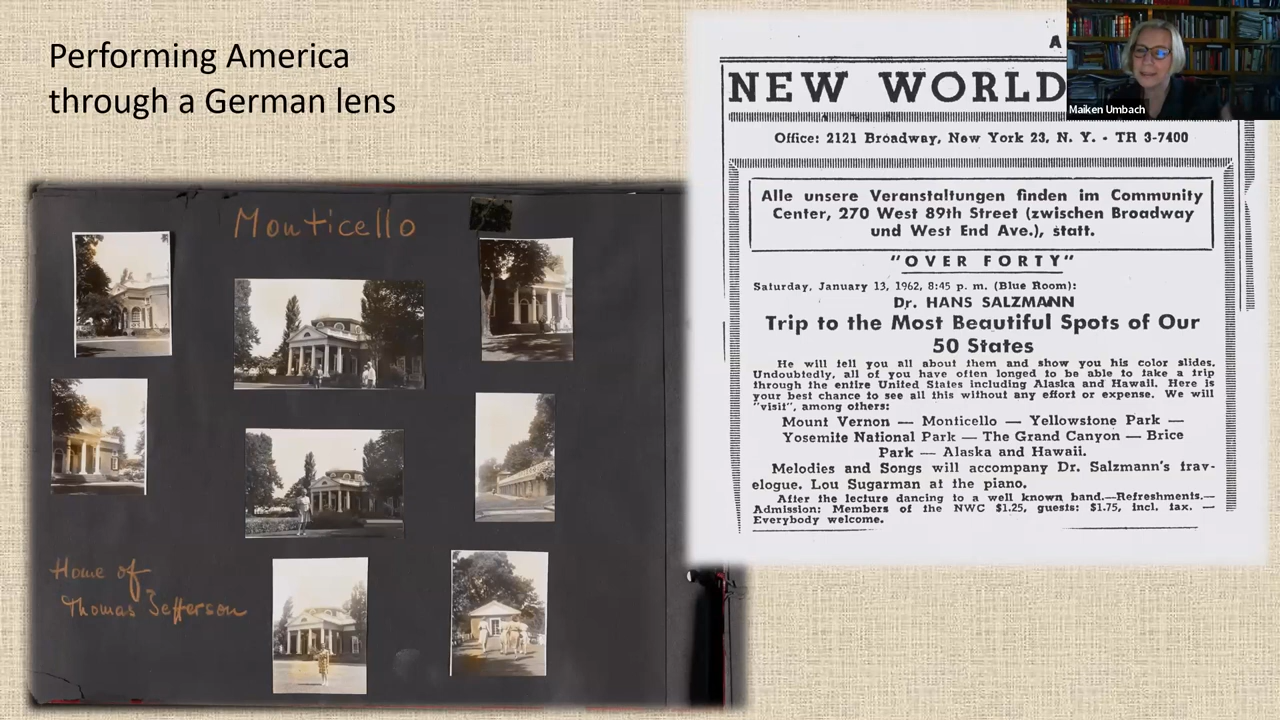 Performing America
through a German lens
Monticello
Home of
Thomas Jefferson
A
NEW WORLD
Office: 2121 Broadway, New York 23, N. Y. - TR 3-7400
Alle unsere Veranstaltungen finden im Community
Center, 270 West 89th Street (zwischen Broadway
und West End Ave.), statt.
"OVER FORTY"
Saturday, January 13, 1962, 8:45 p. m. (Blue Room):
Dr. HANS SALZMANN
Trip to the Most Beautiful Spots of Our
50 States
He will tell you all about them and show you his color slides.
Undoubtedly, all of you have often longed to be able to take a trip
through the entire United States including Alaska and Hawaii. Here is
your best chance to see all this without any effort or expense. We will
"visit", among others:
Mount Vernon — Monticello — Yellowstone Park —
Yosemite National Park — The Grand Canyon — Brice
Park — Alaska and Hawaii.
Melodies and Songs will accompany Dr. Salzmann's trav-
elogue. Lou Sugarman at the piano.
After the lecture dancing to a well known band.—Refreshments.—
Admission: Members of the NWC $1.25, guests: $1.75, incl. tax. —
Everybody welcome.
Maiken Umbach